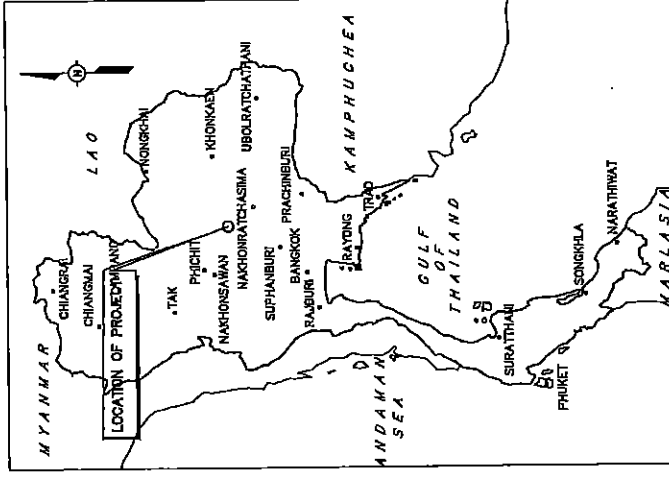 N
MYANMAR
LAO
CHIANGRAI
CHIANGMAI
NONGKHAI
LOCATION OF PROJECT
TAK
PHICHIT
KHONKAEN
NAKHONSAWAN
NAKHONRATCHASIMA
UBOLRATCHATHANI
SUPHANBURI
PRACHINBURI
BANGKOK
RAJBURI
RAYONG
TRAD
KAMPHUCHEA
GULF
OF
THAILAND
ANDAMAN
SEA
SURATTHANI
PHUKET
SONGKHLA
NARATHIWAT
MARLASIA